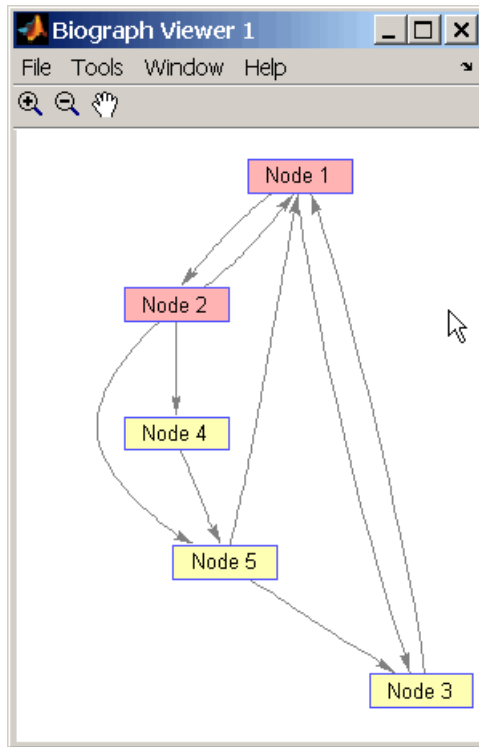 Biograph Viewer 1
File Tools Window Help
Node 1
Node 2
Node 4
Node 5
Node 3